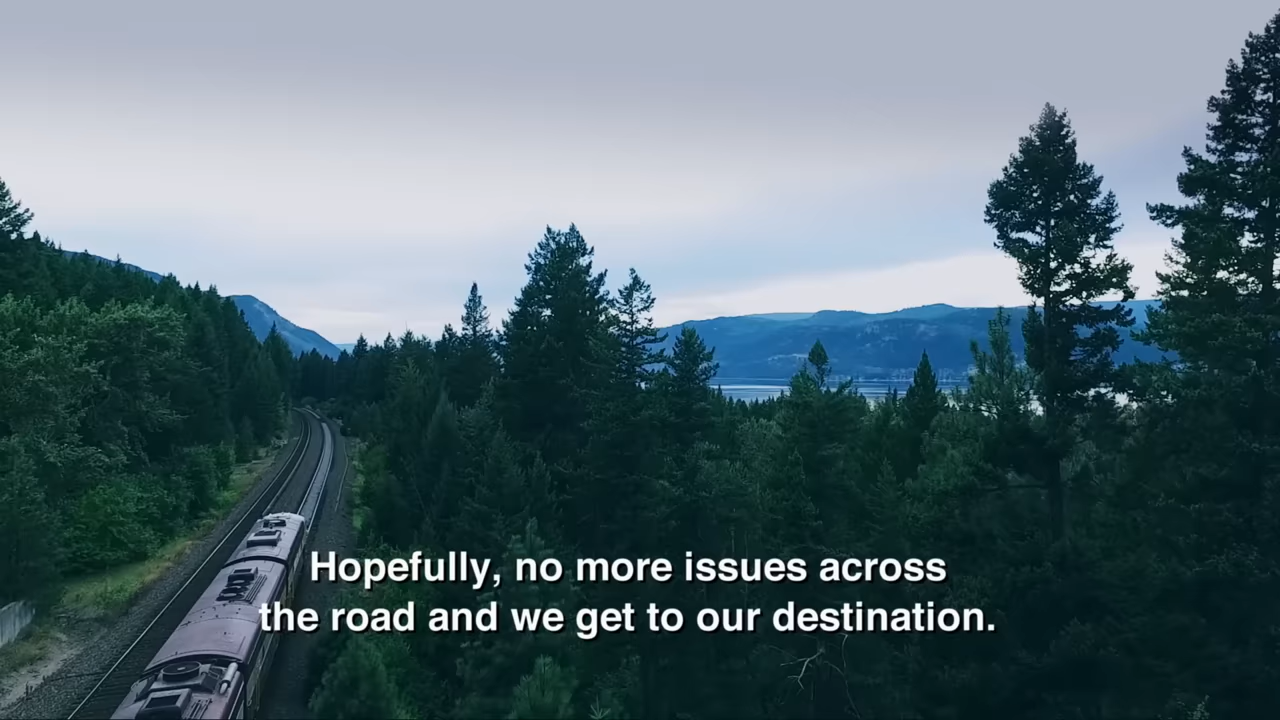 Hopefully, no more issues across
the road and we get to our destination.